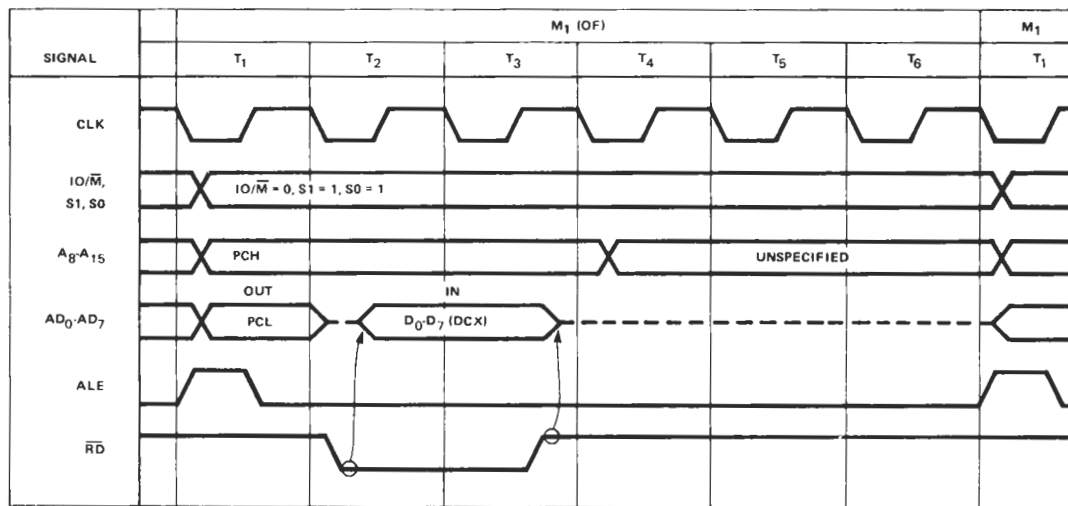 M₁ (OF) M₁
SIGNAL T₁ T₂ T₃ T₄ T₅ T₆ T₁
CLK
IO/M̅,
S1, S0
IO/M̅ = 0, S1 = 1, S0 = 1
A₈-A₁₅ PCH UNSPECIFIED
OUT IN
AD₀-AD₇ PCL D₀-D₇ (DCX)
ALE
R̅D̅